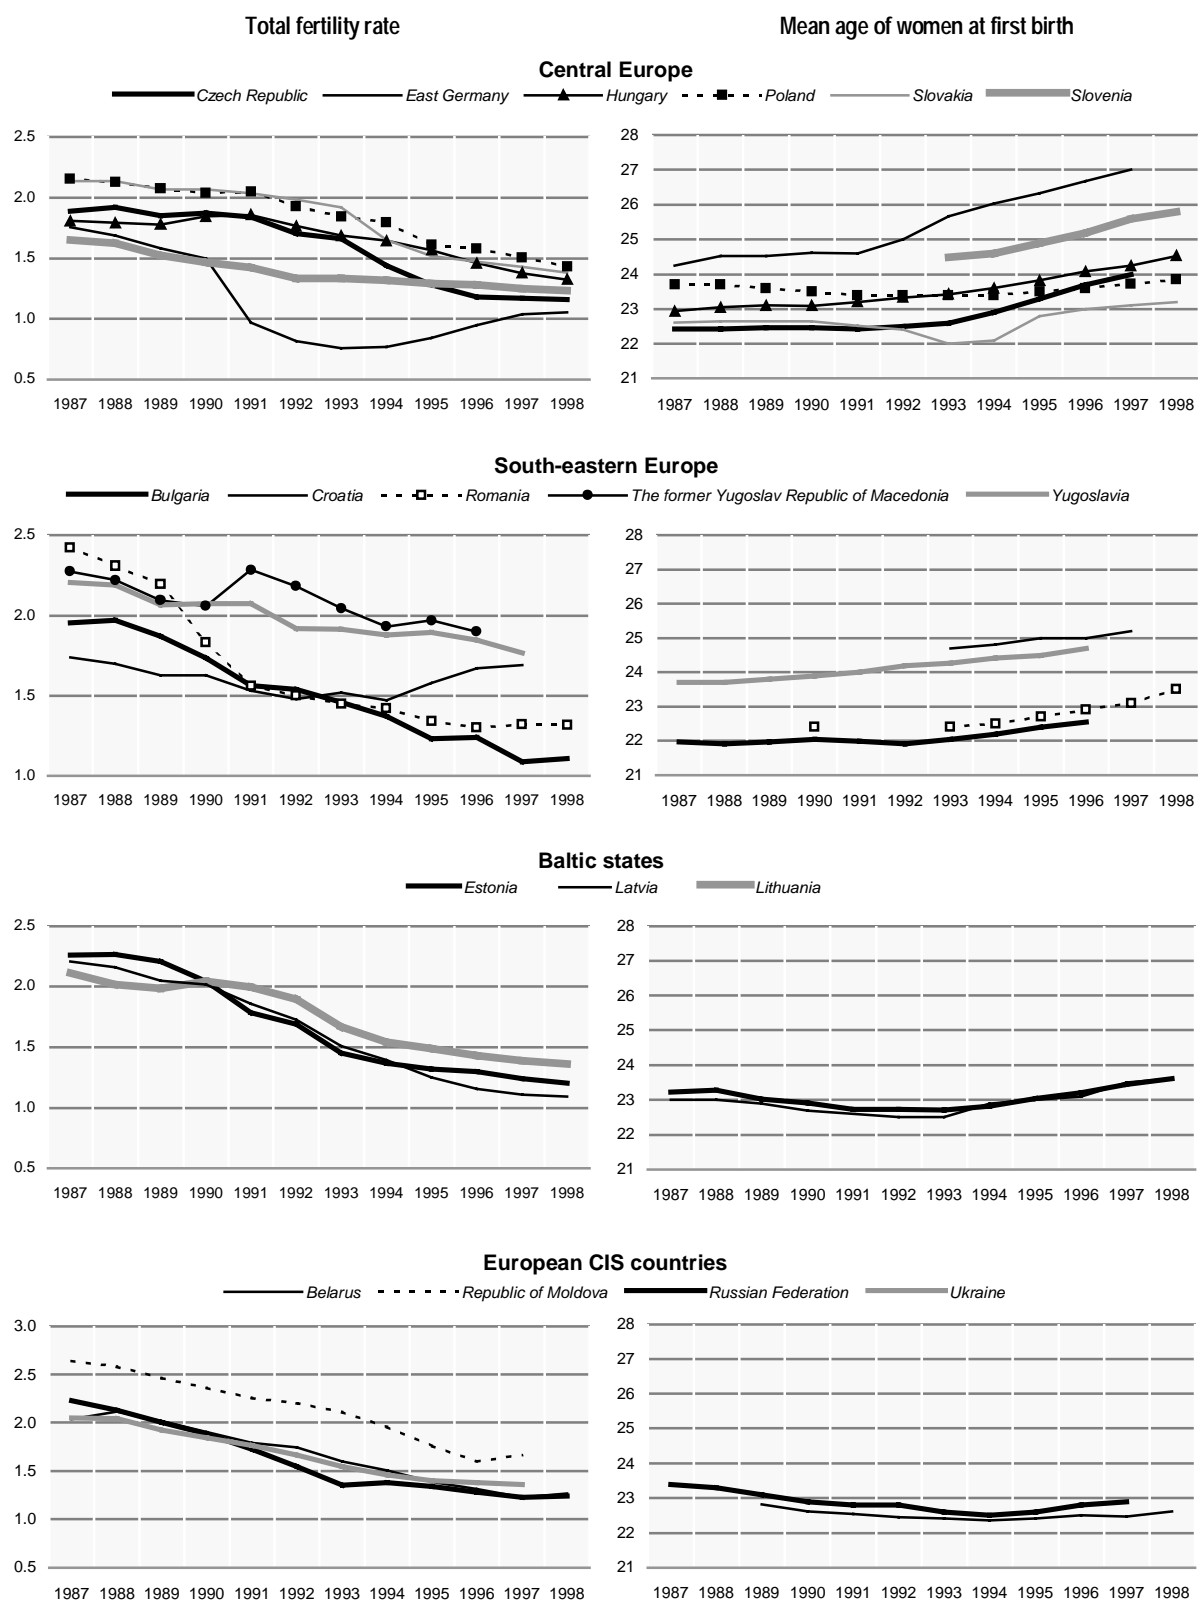 Total fertility rate
Mean age of women at first birth
Central Europe
Czech Republic East Germany Hungary Poland Slovakia Slovenia
2.5
2.0
1.5
1.0
0.5
1987 1988 1989 1990 1991 1992 1993 1994 1995 1996 1997 1998
28
27
26
25
24
23
22
21
1987 1988 1989 1990 1991 1992 1993 1994 1995 1996 1997 1998
South-eastern Europe
Bulgaria Croatia Romania The former Yugoslav Republic of Macedonia Yugoslavia
2.5
2.0
1.5
1.0
1987 1988 1989 1990 1991 1992 1993 1994 1995 1996 1997 1998
28
27
26
25
24
23
22
21
1987 1988 1989 1990 1991 1992 1993 1994 1995 1996 1997 1998
Baltic states
Estonia Latvia Lithuania
2.5
2.0
1.5
1.0
0.5
1987 1988 1989 1990 1991 1992 1993 1994 1995 1996 1997 1998
28
27
26
25
24
23
22
21
1987 1988 1989 1990 1991 1992 1993 1994 1995 1996 1997 1998
European CIS countries
Belarus Republic of Moldova Russian Federation Ukraine
3.0
2.5
2.0
1.5
1.0
0.5
1987 1988 1989 1990 1991 1992 1993 1994 1995 1996 1997 1998
28
27
26
25
24
23
22
21
1987 1988 1989 1990 1991 1992 1993 1994 1995 1996 1997 1998